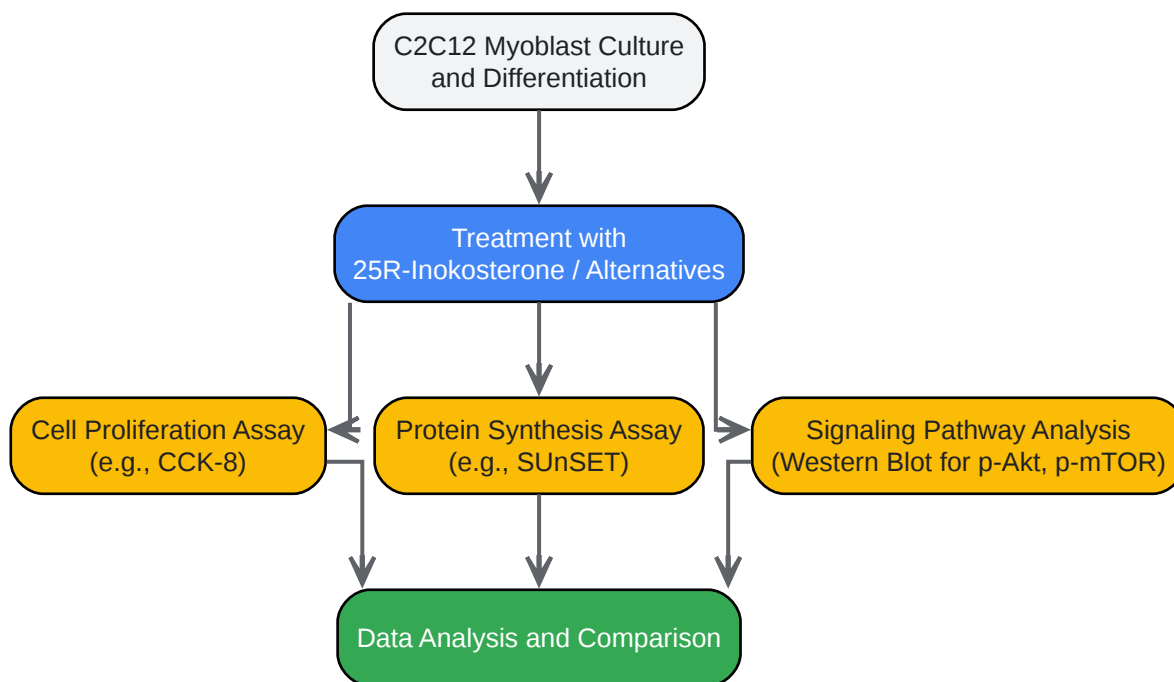 C2C12 Myoblast Culture
and Differentiation
Treatment with
25R-Inokosterone / Alternatives
Cell Proliferation Assay
(e.g., CCK-8)
Protein Synthesis Assay
(e.g., SUnSET)
Signaling Pathway Analysis
(Western Blot for p-Akt, p-mTOR)
Data Analysis and Comparison